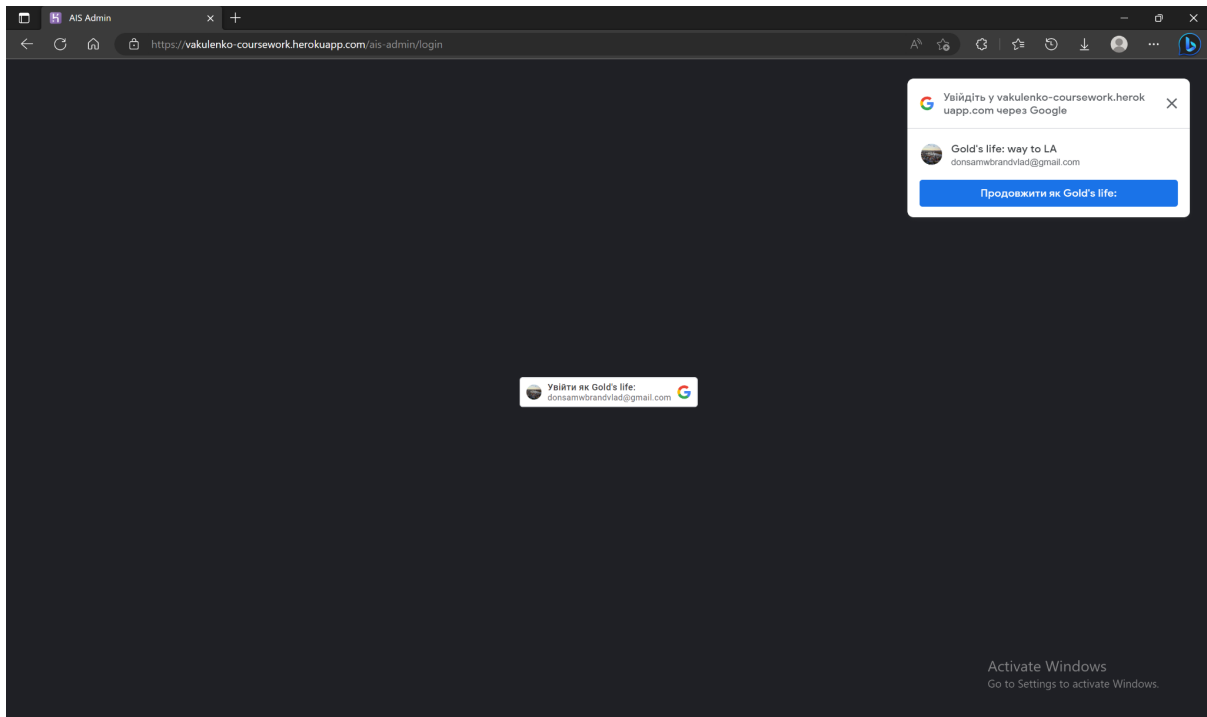 AIS Admin
https://vakulenko-coursework.herokuapp.com/ais-admin/login
Увійдіть у vakulenko-coursework.herok
uapp.com через Google
Gold's life: way to LA
donsamwbrandvlad@gmail.com
Продовжити як Gold's life:
Увійти як Gold's life:
donsamwbrandvlad@gmail.com
Activate Windows
Go to Settings to activate Windows.